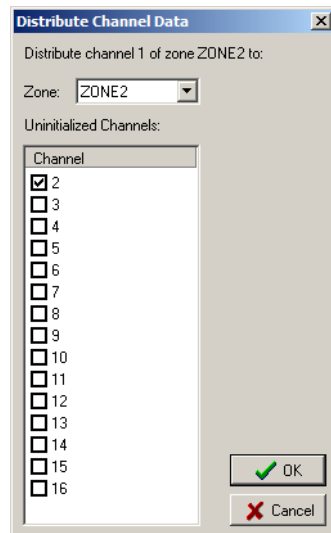 Distribute Channel Data
Distribute channel 1 of zone ZONE2 to:
Zone: ZONE2
Uninitialized Channels:
Channel
2
3
4
5
6
7
8
9
10
11
12
13
14
15
16
OK
Cancel